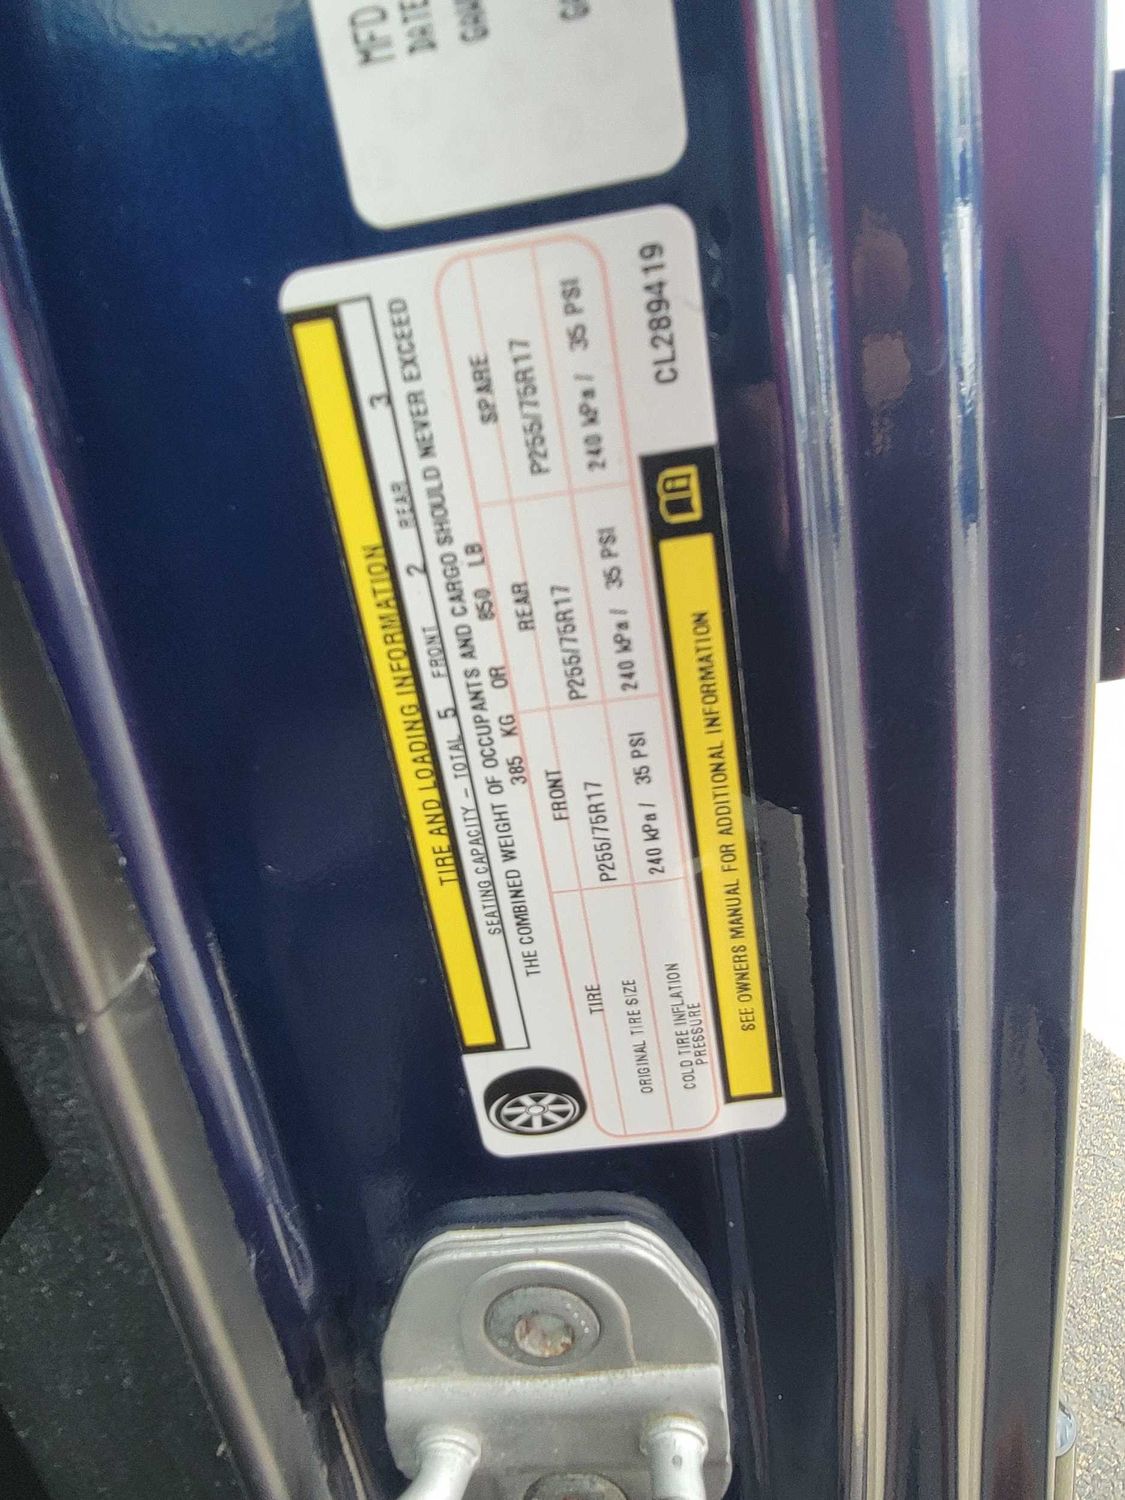 MFD
DATE
TIRE AND LOADING INFORMATION
SEATING CAPACITY – TOTAL 5 FRONT 2 REAR 3
THE COMBINED WEIGHT OF OCCUPANTS AND CARGO SHOULD NEVER EXCEED
385 KG OR 850 LB
TIRE FRONT REAR SPARE
ORIGINAL TIRE SIZE P255/75R17 P255/75R17 P255/75R17
COLD TIRE INFLATION
PRESSURE 240 kPa / 35 PSI 240 kPa / 35 PSI 240 kPa / 35 PSI
SEE OWNERS MANUAL FOR ADDITIONAL INFORMATION
CL289419